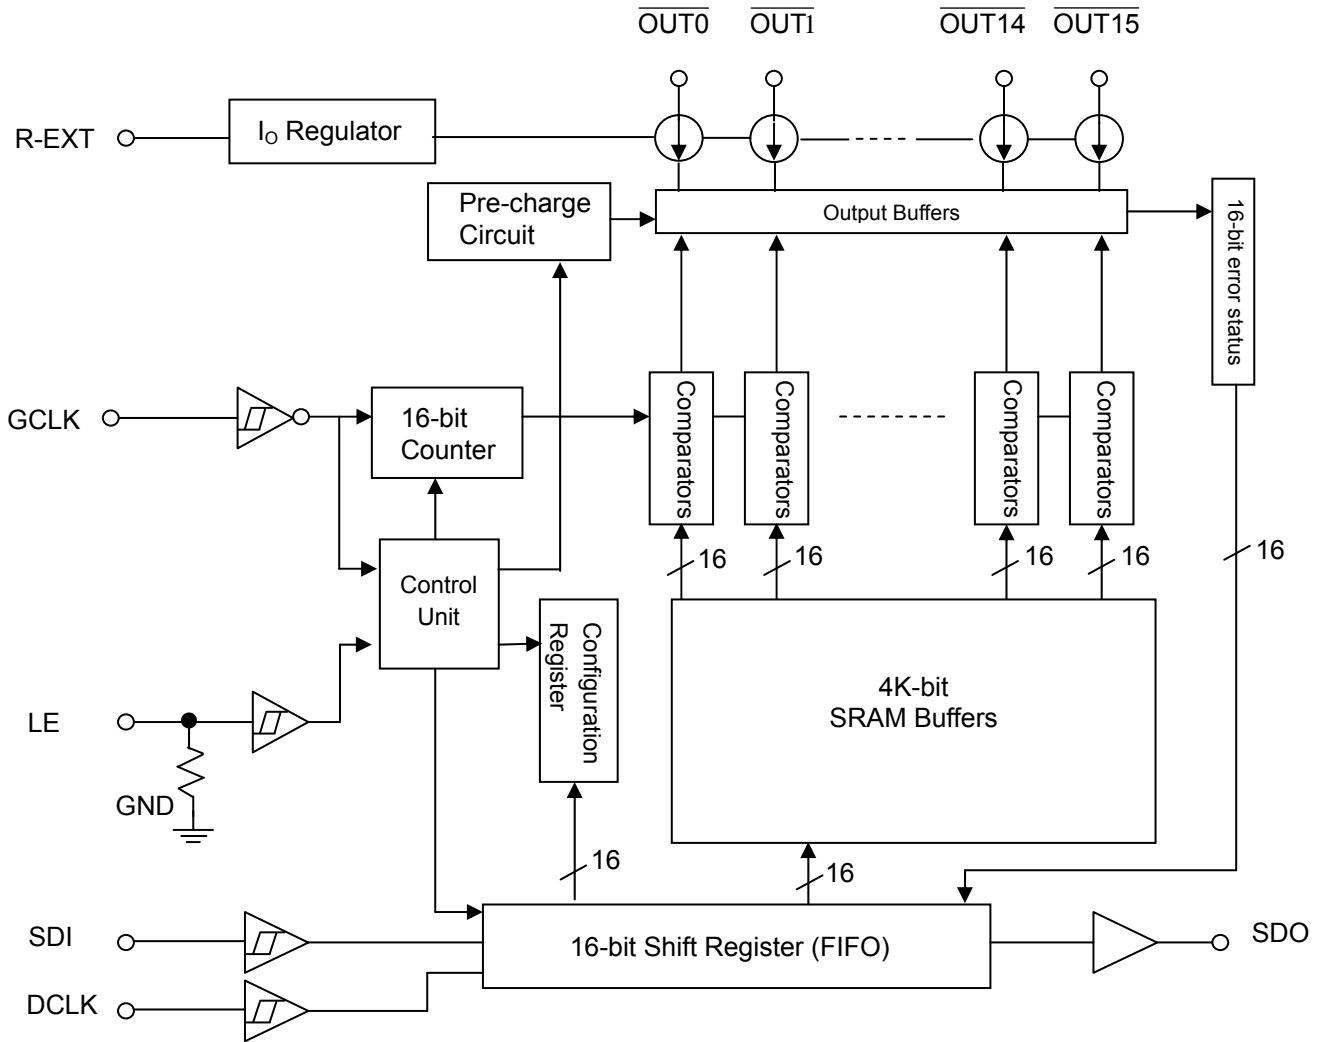 OUT0 OUT1 OUT14 OUT15
R-EXT
IO Regulator
Pre-charge
Circuit
Output Buffers
16-bit error status
GCLK
16-bit
Counter
Comparators
Comparators
Comparators
Comparators
16
16
16
16
16
Control
Unit
Configuration
Register
4K-bit
SRAM Buffers
LE
GND
16
16
SDI
16-bit Shift Register (FIFO)
SDO
DCLK